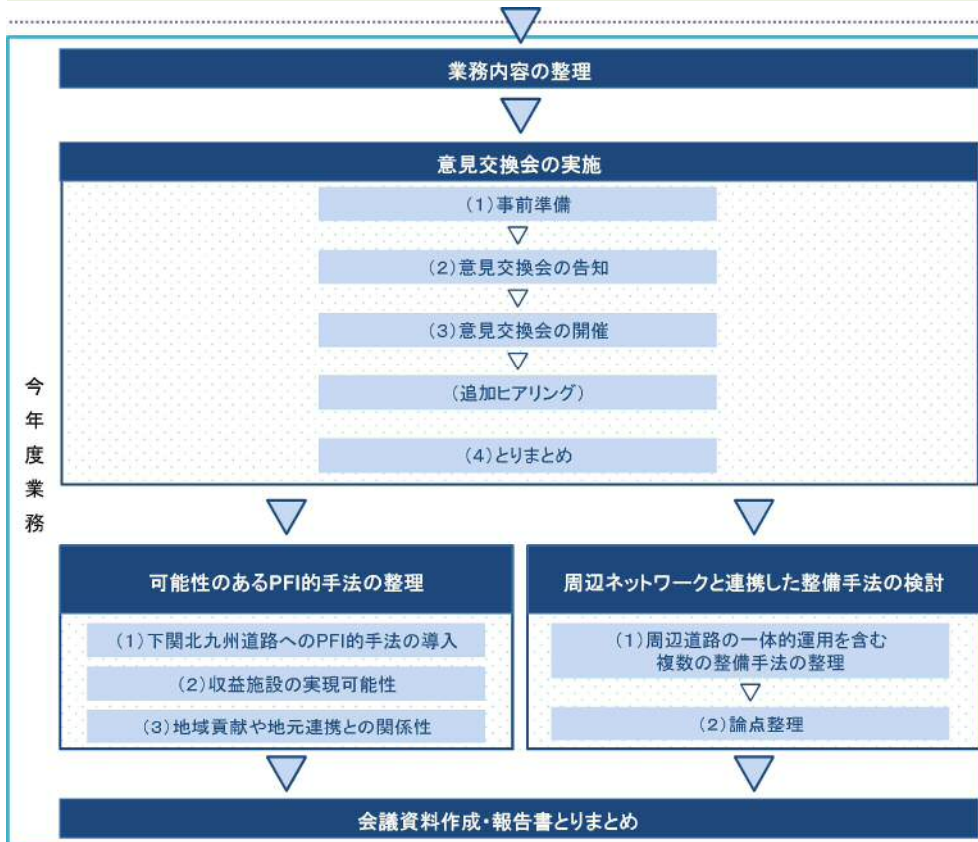 業務内容の整理
意見交換会の実施
(1)事前準備
(2)意見交換会の告知
(3)意見交換会の開催
(追加ヒアリング)
(4)とりまとめ
今年度業務
可能性のあるPFI的手法の整理
(1)下関北九州道路へのPFI的手法の導入
(2)収益施設の実現可能性
(3)地域貢献や地元連携との関係性
周辺ネットワークと連携した整備手法の検討
(1)周辺道路の一体的運用を含む
複数の整備手法の整理
(2)論点整理
会議資料作成・報告書とりまとめ